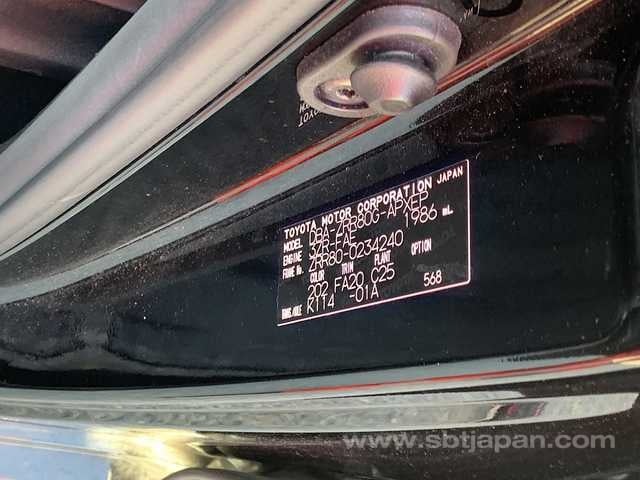 TOYOTA MOTOR CORPORATION JAPAN
MODEL DBA-ZRR80G-APXEP
ENGINE 3ZR-FAE 1986 mL
FRAME No. ZRR80-0234240
COLOR TRIM PLANT OPTION
202 FA20 C25 568
TRANS./AXLE K114 -01A
www.sbtjapan.com